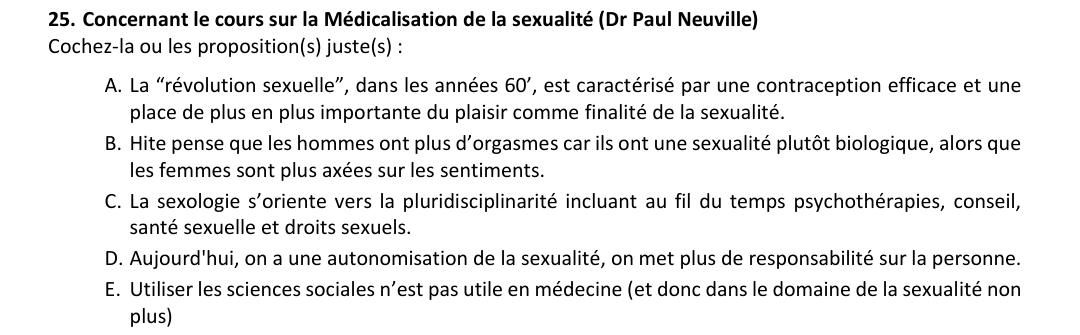 25. Concernant le cours sur la Médicalisation de la sexualité (Dr Paul Neuville)
Cochez-la ou les proposition(s) juste(s) :
A. La “révolution sexuelle”, dans les années 60’, est caractérisé par une contraception efficace et une
place de plus en plus importante du plaisir comme finalité de la sexualité.
B. Hite pense que les hommes ont plus d’orgasmes car ils ont une sexualité plutôt biologique, alors que
les femmes sont plus axées sur les sentiments.
C. La sexologie s’oriente vers la pluridisciplinarité incluant au fil du temps psychothérapies, conseil,
santé sexuelle et droits sexuels.
D. Aujourd'hui, on a une autonomisation de la sexualité, on met plus de responsabilité sur la personne.
E. Utiliser les sciences sociales n’est pas utile en médecine (et donc dans le domaine de la sexualité non
plus)